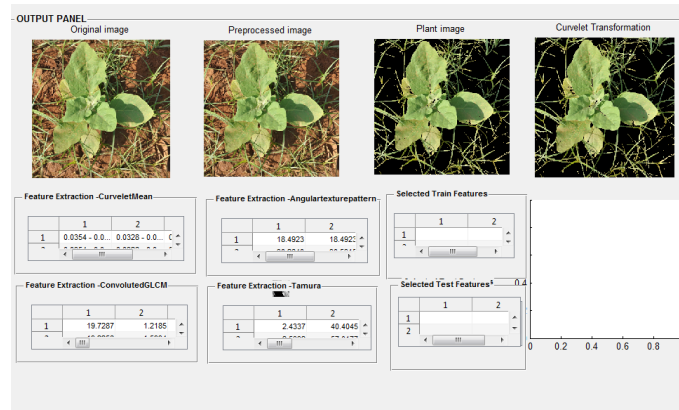 OUTPUT PANEL
Original image
Preprocessed image
Plant image
Curvelet Transformation
Feature Extraction -CurveletMean
1 2
1 0.0354 - 0.0... 0.0328 - 0.0...
Feature Extraction -Angulartexturepattern
1 2
1 18.4923 18.4923
Selected Train Features
1 2
1
Feature Extraction -ConvolutedGLCM
1 2
1 19.7287 1.2185
Feature Extraction -Tamura
1 2
1 2.4337 40.4045
Selected Test Features
1 2
1
0.4
0 0.2 0.4 0.6 0.8